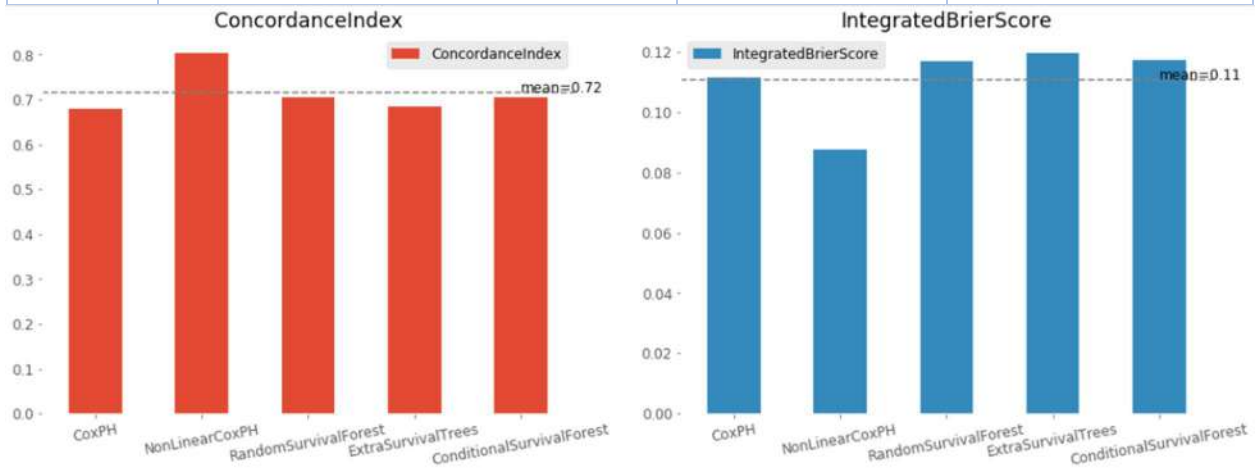 ConcordanceIndex
0.8
0.7
0.6
0.5
0.4
0.3
0.2
0.1
0.0
ConcordanceIndex
mean=0.72
CoxPH
NonLinearCoxPH
RandomSurvivalForest
ExtraSurvivalTrees
ConditionalSurvivalForest
IntegratedBrierScore
0.12
0.10
0.08
0.06
0.04
0.02
0.00
IntegratedBrierScore
mean=0.11
CoxPH
NonLinearCoxPH
RandomSurvivalForest
ExtraSurvivalTrees
ConditionalSurvivalForest